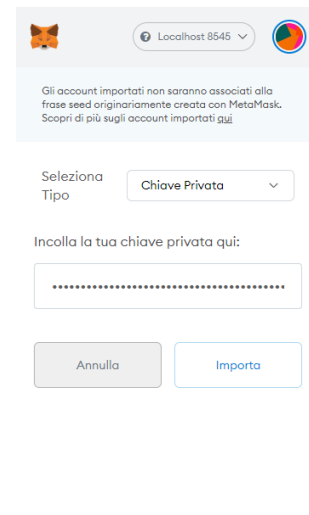 Localhost 8545
Gli account importati non saranno associati alla
frase seed originariamente creata con MetaMask.
Scopri di più sugli account importati qui
Seleziona
Tipo
Chiave Privata
Incolla la tua chiave privata qui:
Annulla
Importa